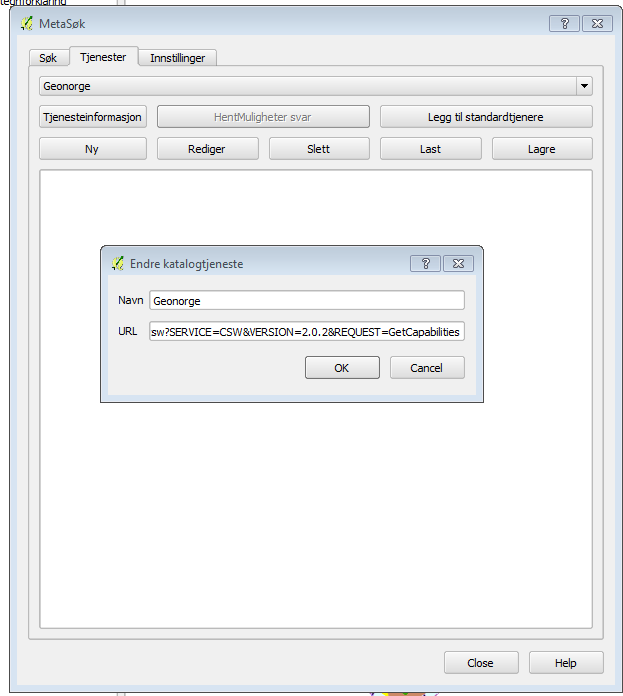 tegnforklaring
MetaSøk
Søk Tjenester Innstillinger
Geonorge
Tjenesteinformasjon HentMuligheter svar Legg til standardtjenere
Ny Rediger Slett Last Lagre
Endre katalogtjeneste
Navn Geonorge
URL sw?SERVICE=CSW&VERSION=2.0.2&REQUEST=GetCapabilities
OK Cancel
Close Help